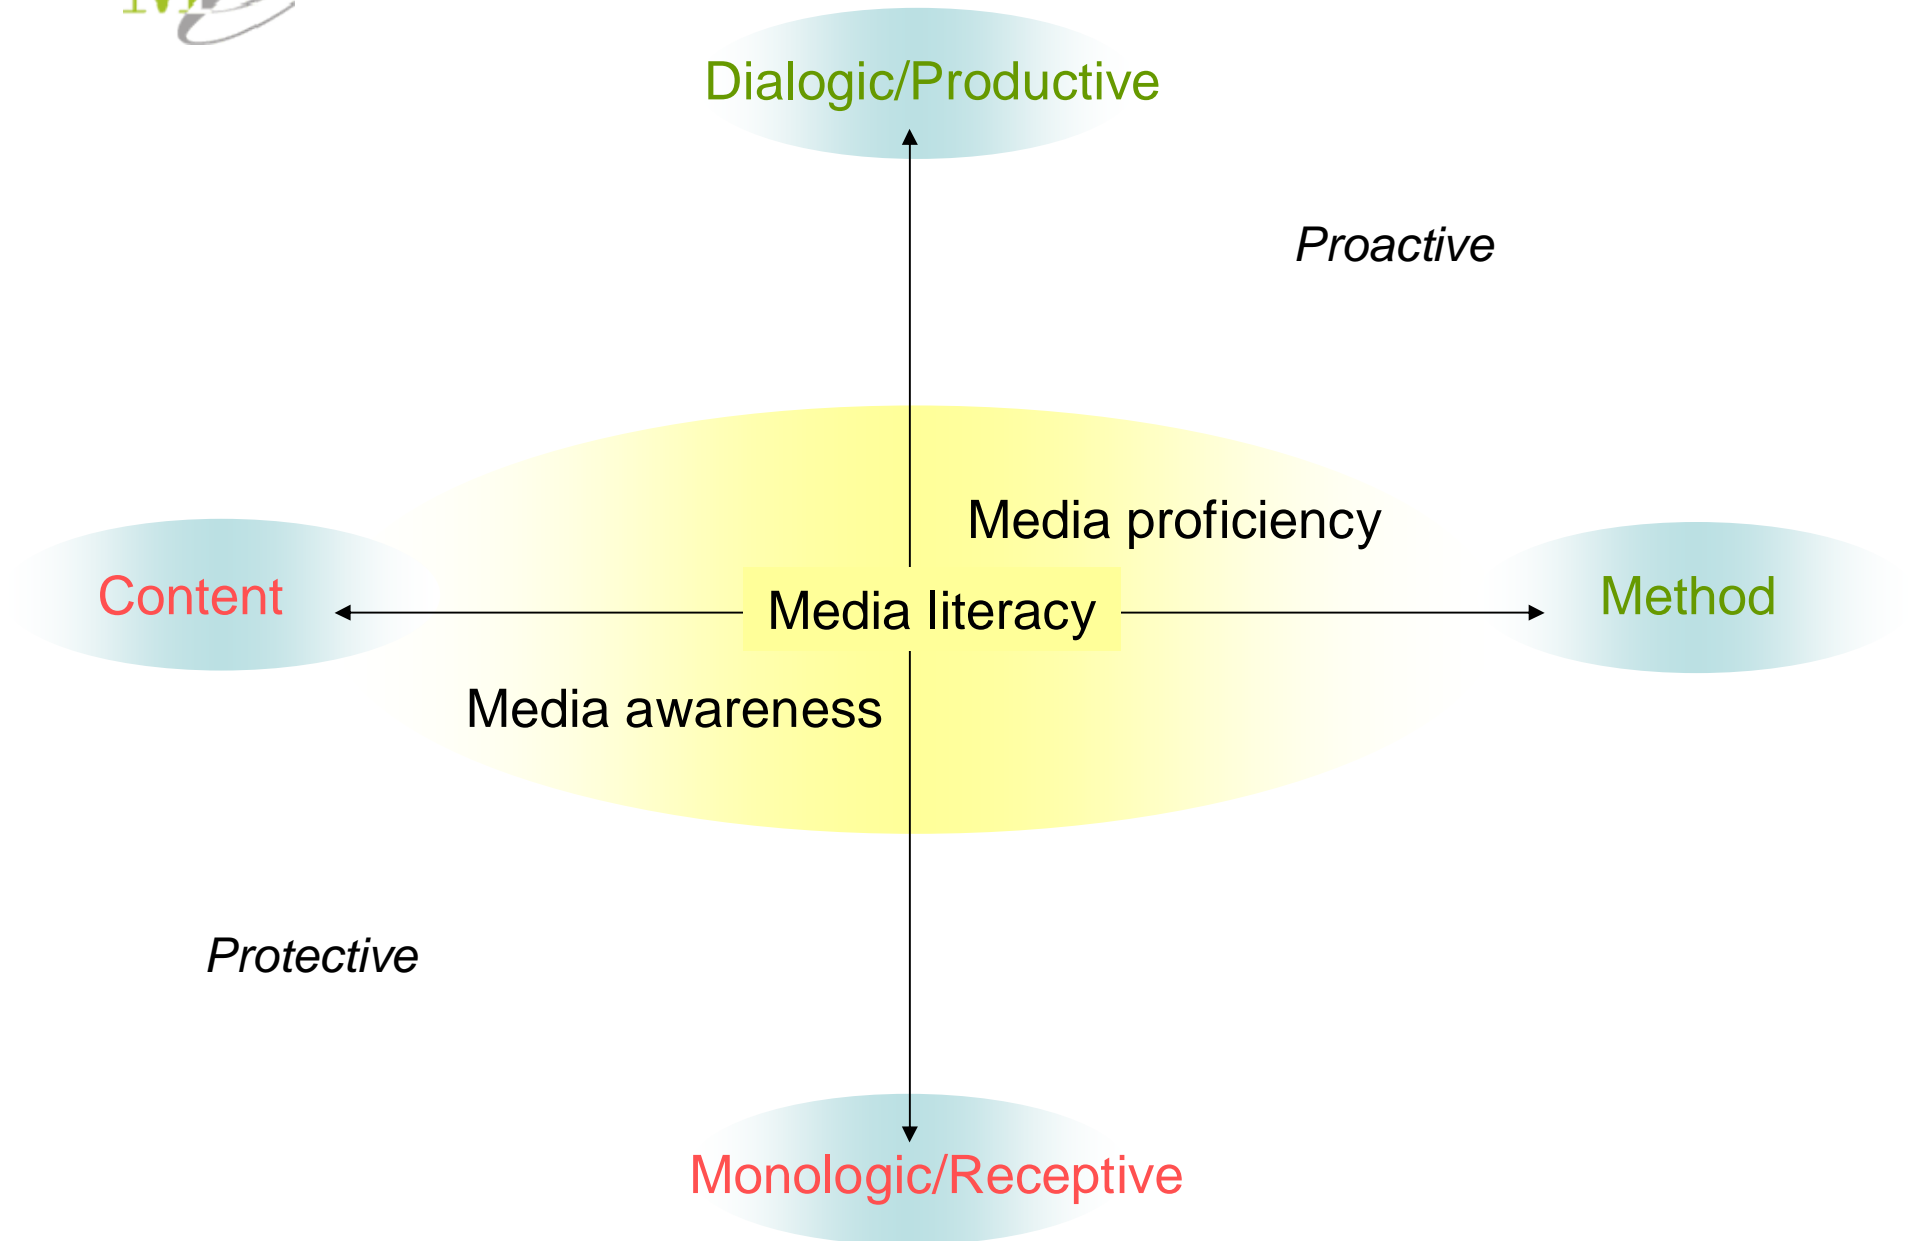 Dialogic/Productive
Proactive
Media proficiency
Content
Media literacy
Method
Media awareness
Protective
Monologic/Receptive